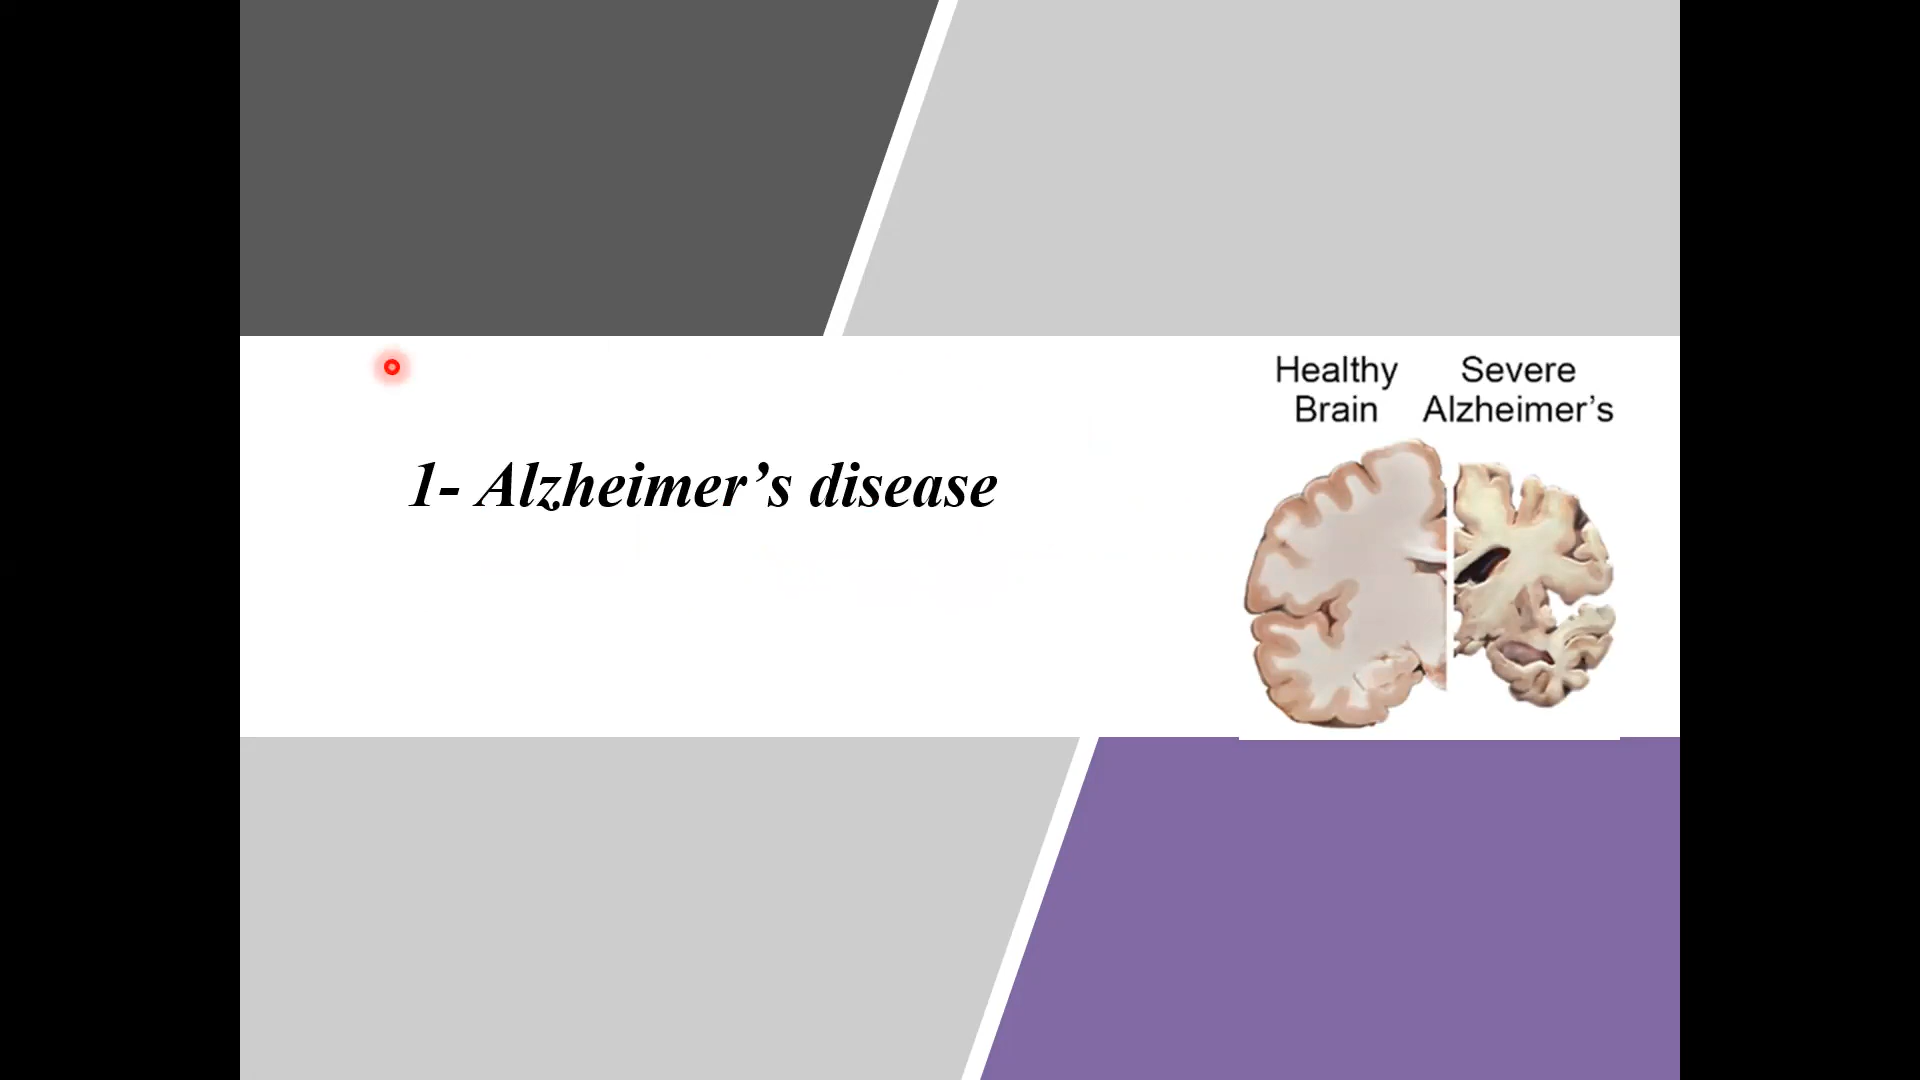 1- Alzheimer’s disease
Healthy
Brain
Severe
Alzheimer’s